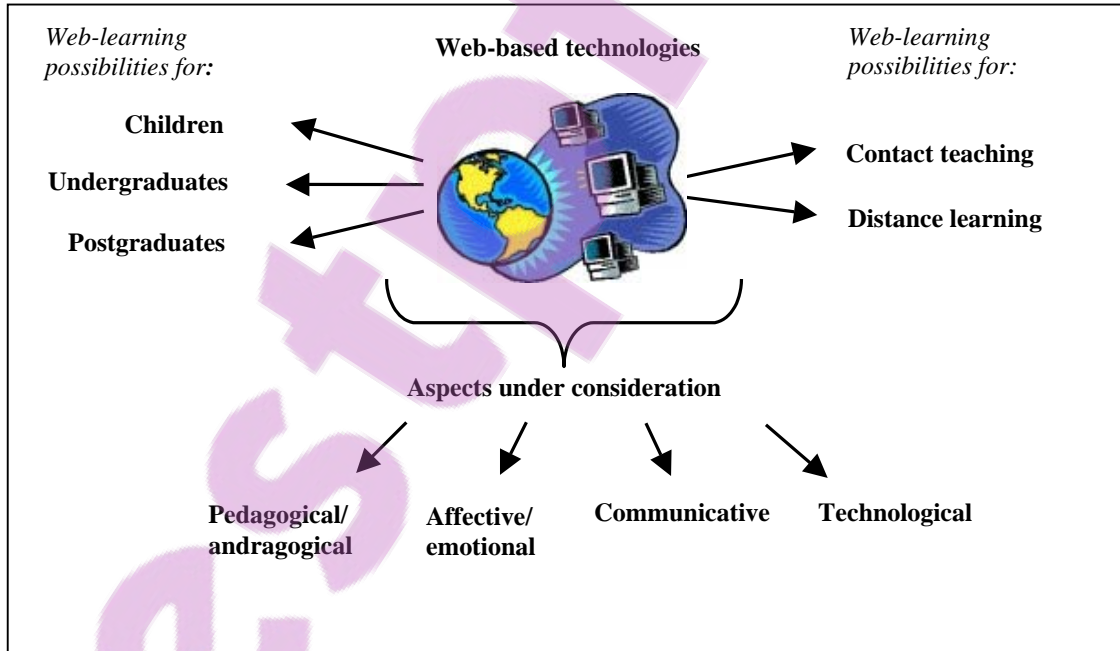 Web-learning
possibilities for:
Web-based technologies
Web-learning
possibilities for:
Children
Undergraduates
Postgraduates
Contact teaching
Distance learning
Aspects under consideration
Pedagogical/
andragogical
Affective/
emotional
Communicative
Technological